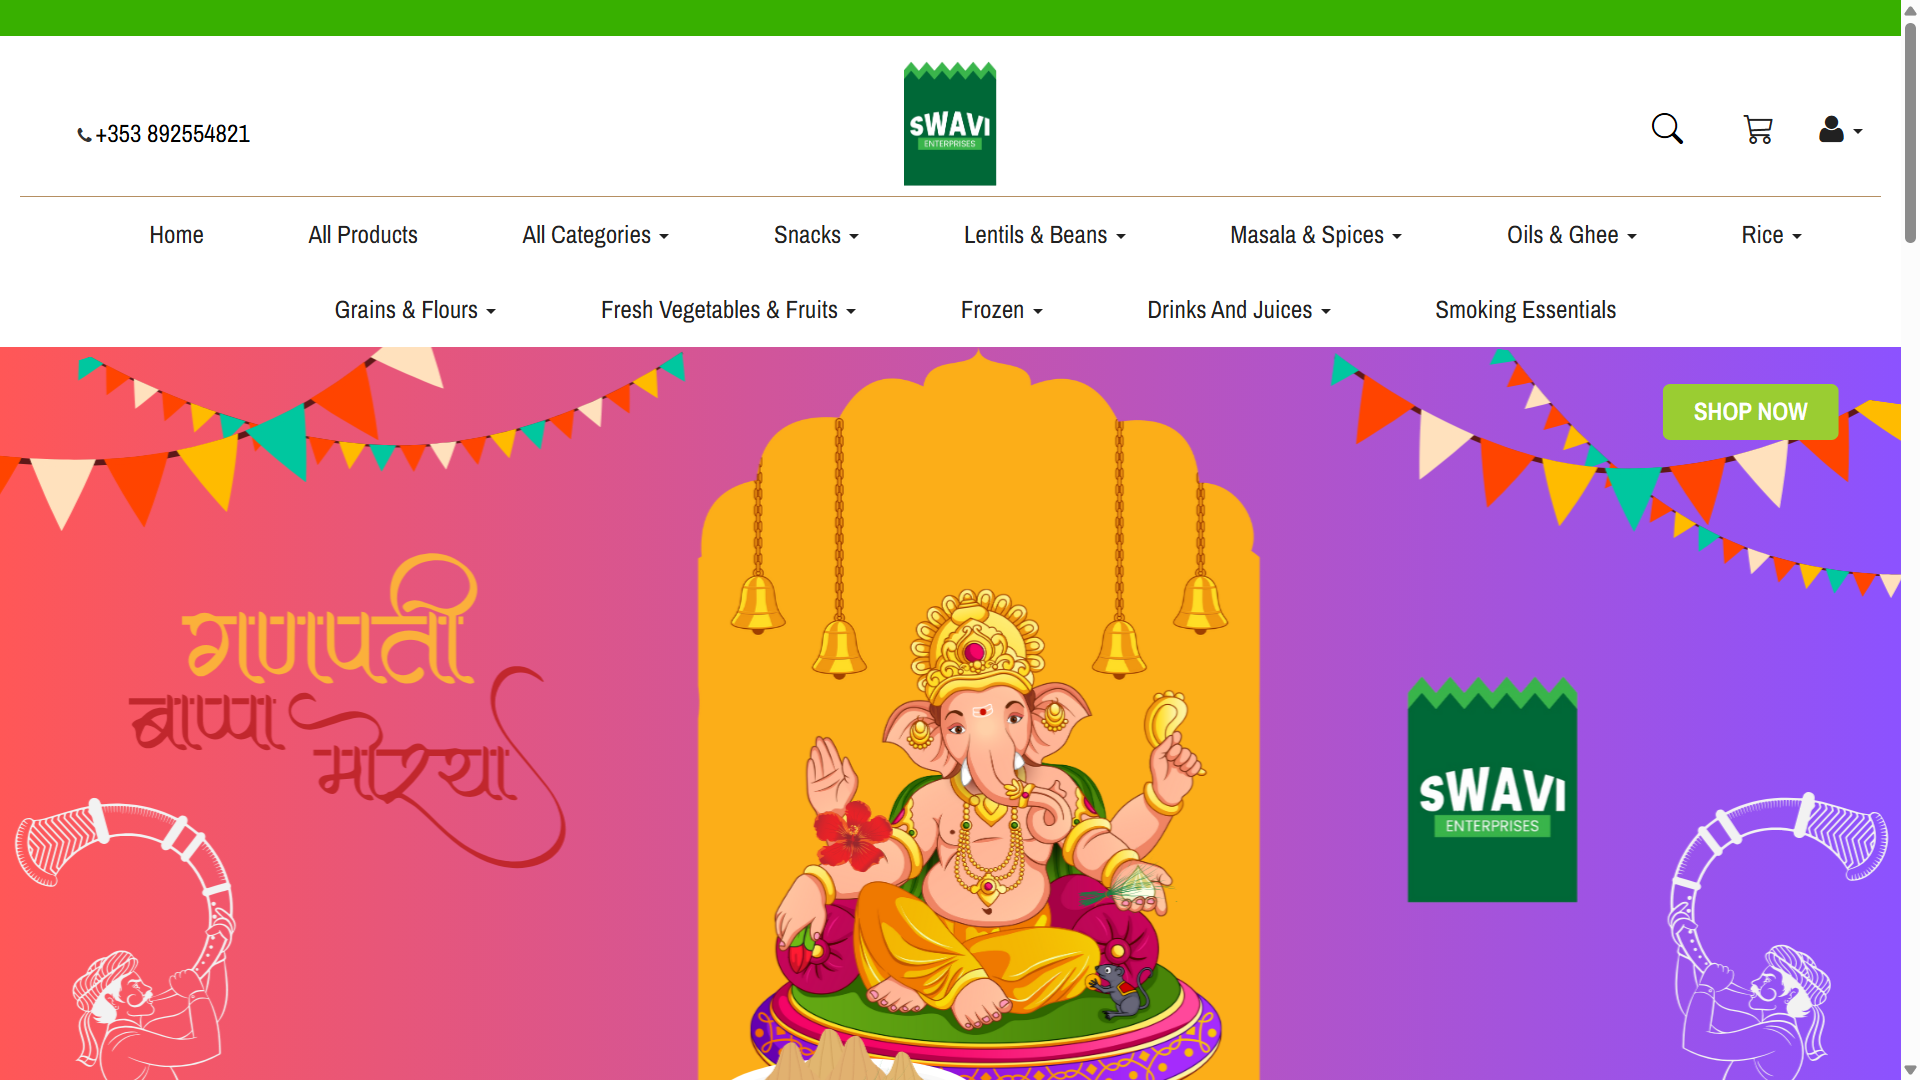 +353 892554821
SWAVI
ENTERPRISES
Home
All Products
All Categories
Snacks
Lentils & Beans
Masala & Spices
Oils & Ghee
Rice
Grains & Flours
Fresh Vegetables & Fruits
Frozen
Drinks And Juices
Smoking Essentials
SHOP NOW
गणपती
बाप्पा
मोरया
SWAVI
ENTERPRISES